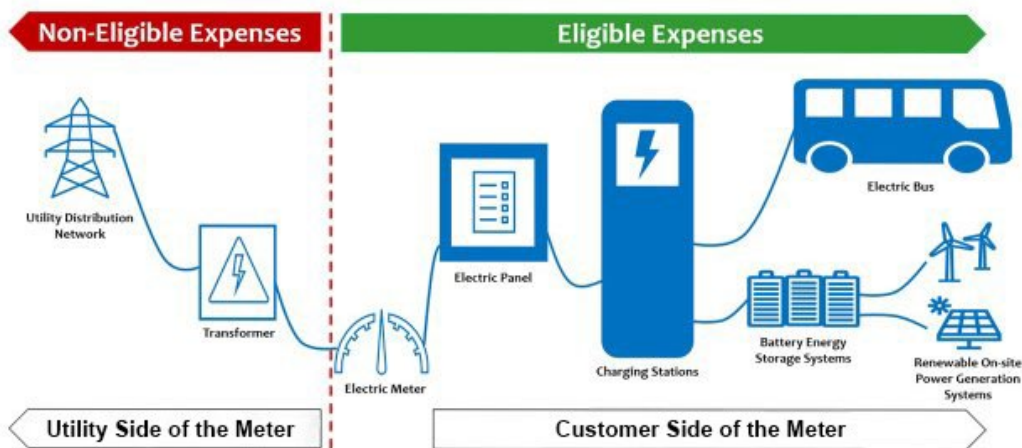 Non-Eligible Expenses
Eligible Expenses
Utility Distribution
Network
Transformer
Electric Meter
Electric Panel
Charging Stations
Electric Bus
Battery Energy
Storage Systems
Renewable On-site
Power Generation
Systems
Utility Side of the Meter
Customer Side of the Meter